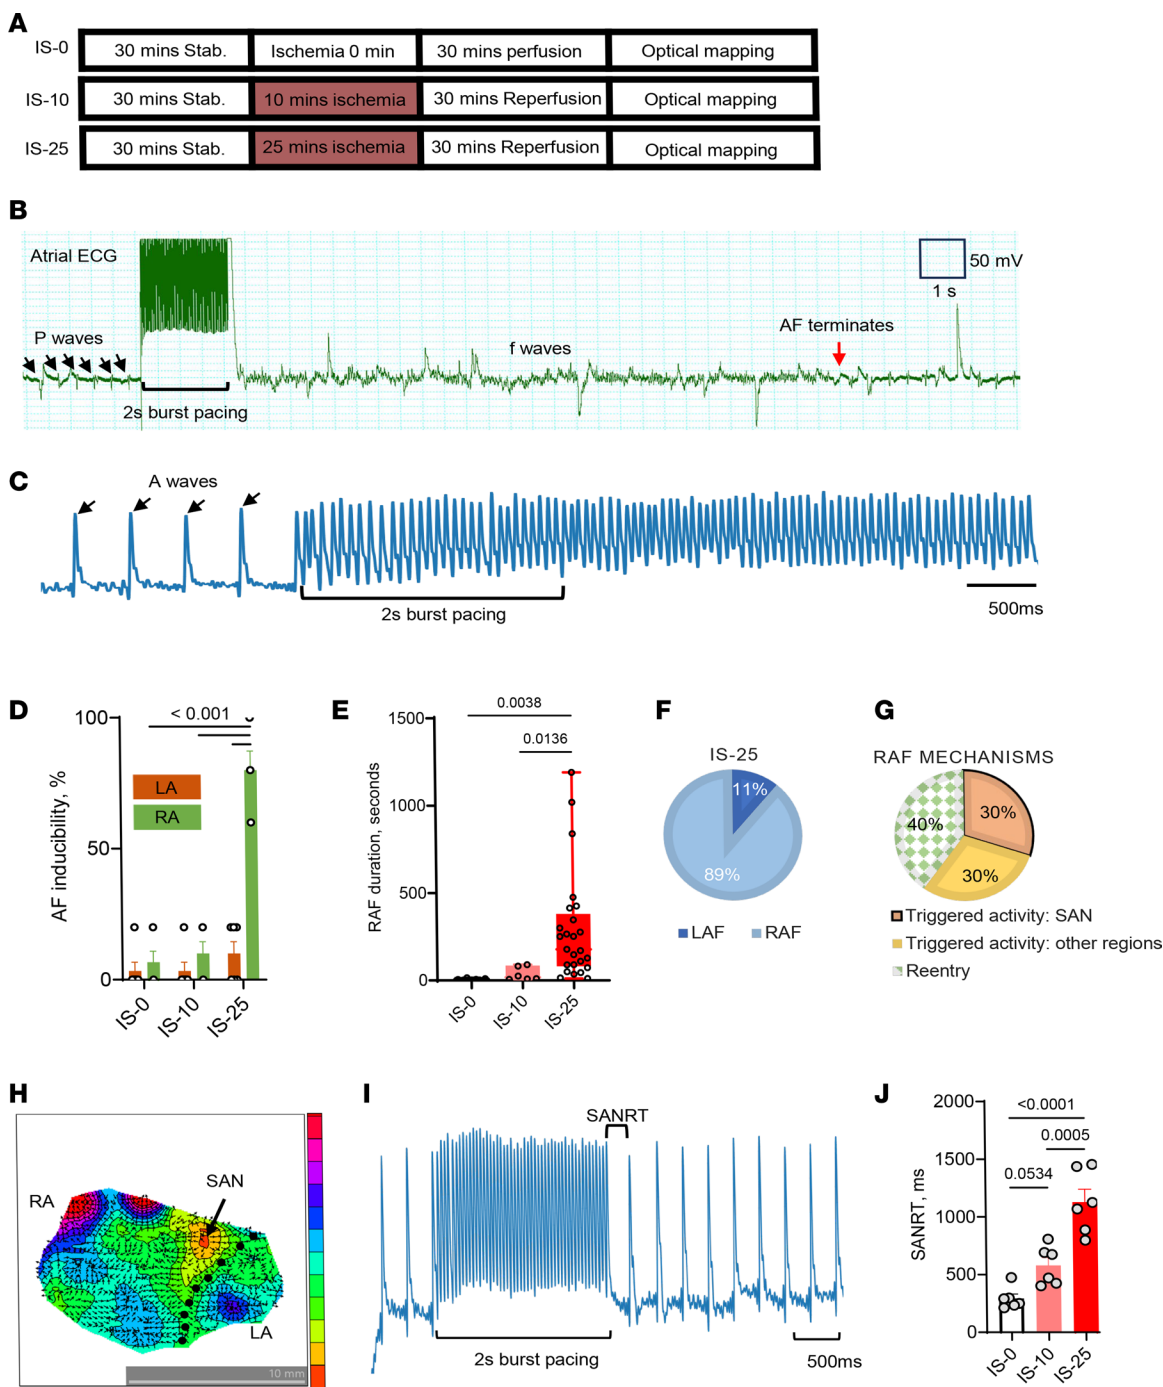 A
IS-0
30 mins Stab.
Ischemia 0 min
30 mins perfusion
Optical mapping
IS-10
30 mins Stab.
10 mins ischemia
30 mins Reperfusion
Optical mapping
IS-25
30 mins Stab.
25 mins ischemia
30 mins Reperfusion
Optical mapping
B
Atrial ECG
50 mV
1 s
P waves
f waves
AF terminates
2s burst pacing
C
A waves
2s burst pacing
500ms
D
< 0.001
AF inducibility, %
100
50
0
LA
RA
IS-0
IS-10
IS-25
E
0.0038
0.0136
RAF duration, seconds
1500
1000
500
0
IS-0
IS-10
IS-25
F
IS-25
11%
89%
LAF
RAF
G
RAF MECHANISMS
30%
40%
30%
Triggered activity: SAN
Triggered activity: other regions
Reentry
H
RA
SAN
LA
10 mm
I
SANRT
2s burst pacing
500ms
J
<0.0001
0.0005
0.0534
SANRT, ms
2000
1500
1000
500
0
IS-0
IS-10
IS-25